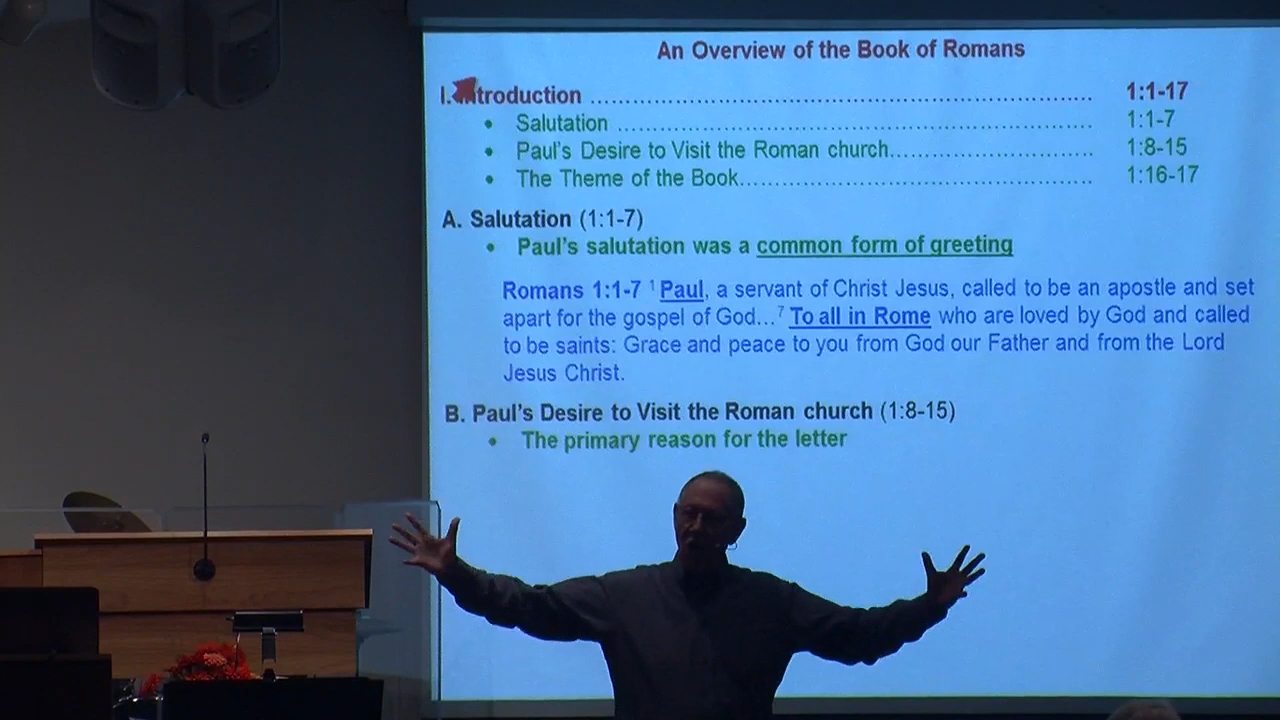 An Overview of the Book of Romans
I. Introduction ........................................ 1:1-17
• Salutation ........................................ 1:1-7
• Paul's Desire to Visit the Roman church........................................ 1:8-15
• The Theme of the Book........................................ 1:16-17
A. Salutation (1:1-7)
• Paul's salutation was a common form of greeting
Romans 1:1-7 ¹ Paul, a servant of Christ Jesus, called to be an apostle and set
apart for the gospel of God…⁷ To all in Rome who are loved by God and called
to be saints: Grace and peace to you from God our Father and from the Lord
Jesus Christ.
B. Paul's Desire to Visit the Roman church (1:8-15)
• The primary reason for the letter